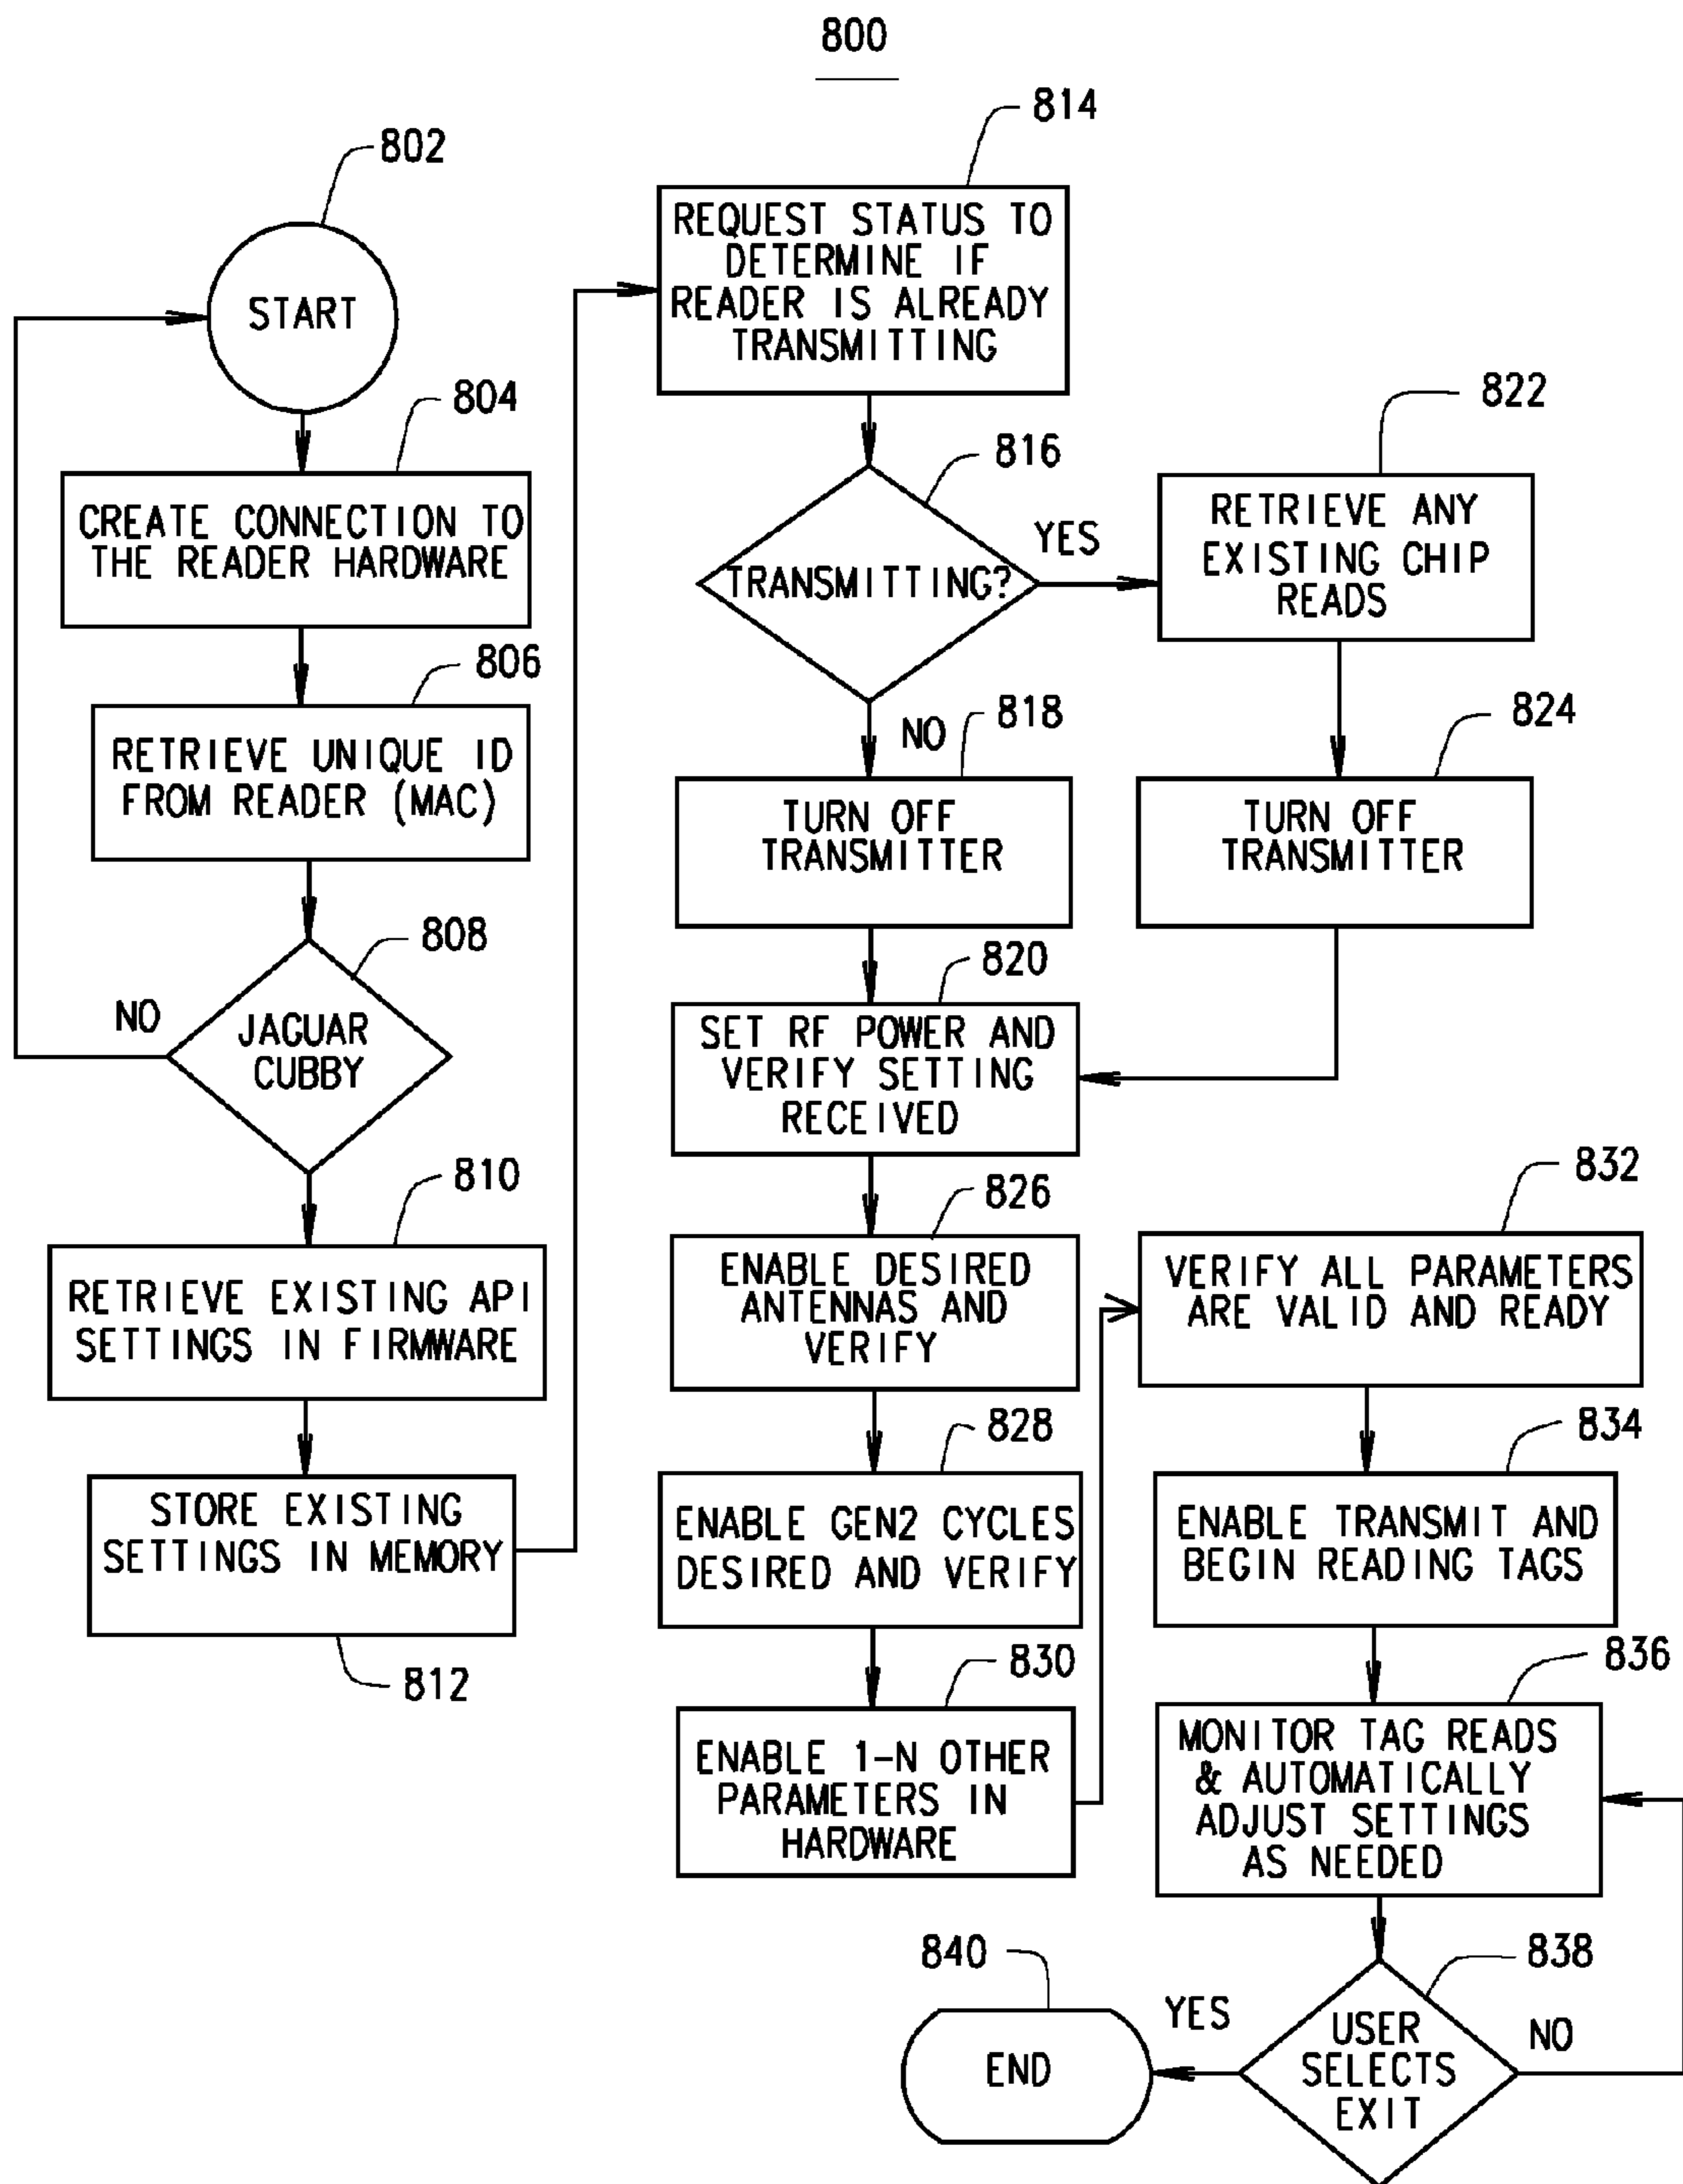 800
802
START
804
CREATE CONNECTION TO
THE READER HARDWARE
806
RETRIEVE UNIQUE ID
FROM READER (MAC)
808
JAGUAR
CUBBY
NO
810
RETRIEVE EXISTING API
SETTINGS IN FIRMWARE
STORE EXISTING
SETTINGS IN MEMORY
812
814
REQUEST STATUS TO
DETERMINE IF
READER IS ALREADY
TRANSMITTING
816
TRANSMITTING?
YES
NO
822
RETRIEVE ANY
EXISTING CHIP
READS
818
TURN OFF
TRANSMITTER
824
TURN OFF
TRANSMITTER
820
SET RF POWER AND
VERIFY SETTING
RECEIVED
826
ENABLE DESIRED
ANTENNAS AND
VERIFY
828
ENABLE GEN2 CYCLES
DESIRED AND VERIFY
830
ENABLE 1-N OTHER
PARAMETERS IN
HARDWARE
832
VERIFY ALL PARAMETERS
ARE VALID AND READY
834
ENABLE TRANSMIT AND
BEGIN READING TAGS
836
MONITOR TAG READS
& AUTOMATICALLY
ADJUST SETTINGS
AS NEEDED
838
USER
SELECTS
EXIT
NO
YES
840
END